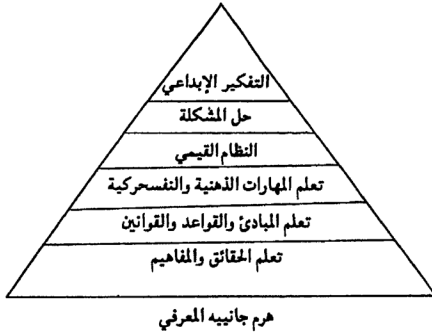 التفكير الإبداعي
حل المشكلة
النظام القيمي
تعلم المهارات الذهنية والنفسحركية
تعلم المبادئ والقواعد والقوانين
تعلم الحقائق والمفاهيم
هرم جانييه المعرفي